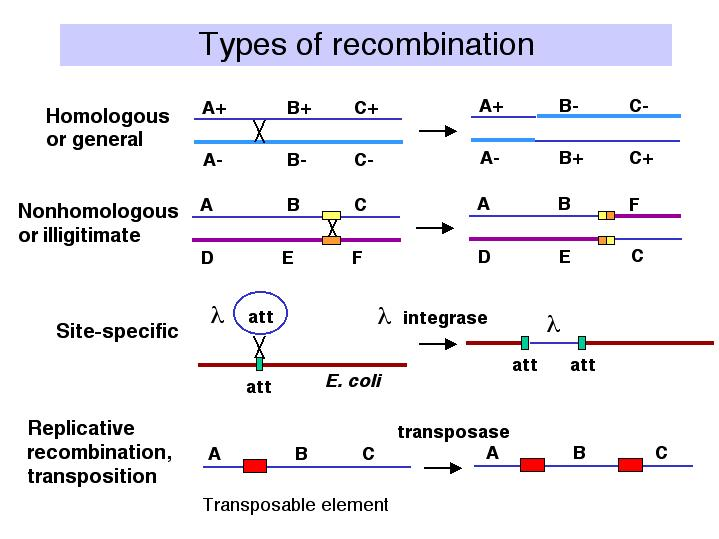 Types of recombination
Homologous
or general
A+ B+ C+
A- B- C-
A+ B- C-
A- B+ C+
Nonhomologous
or illigitimate
A B C
D E F
A B F
D E C
Site-specific
λ att
att E. coli
λ integrase
λ
att att
Replicative
recombination,
transposition
A B C
Transposable element
transposase
A B C